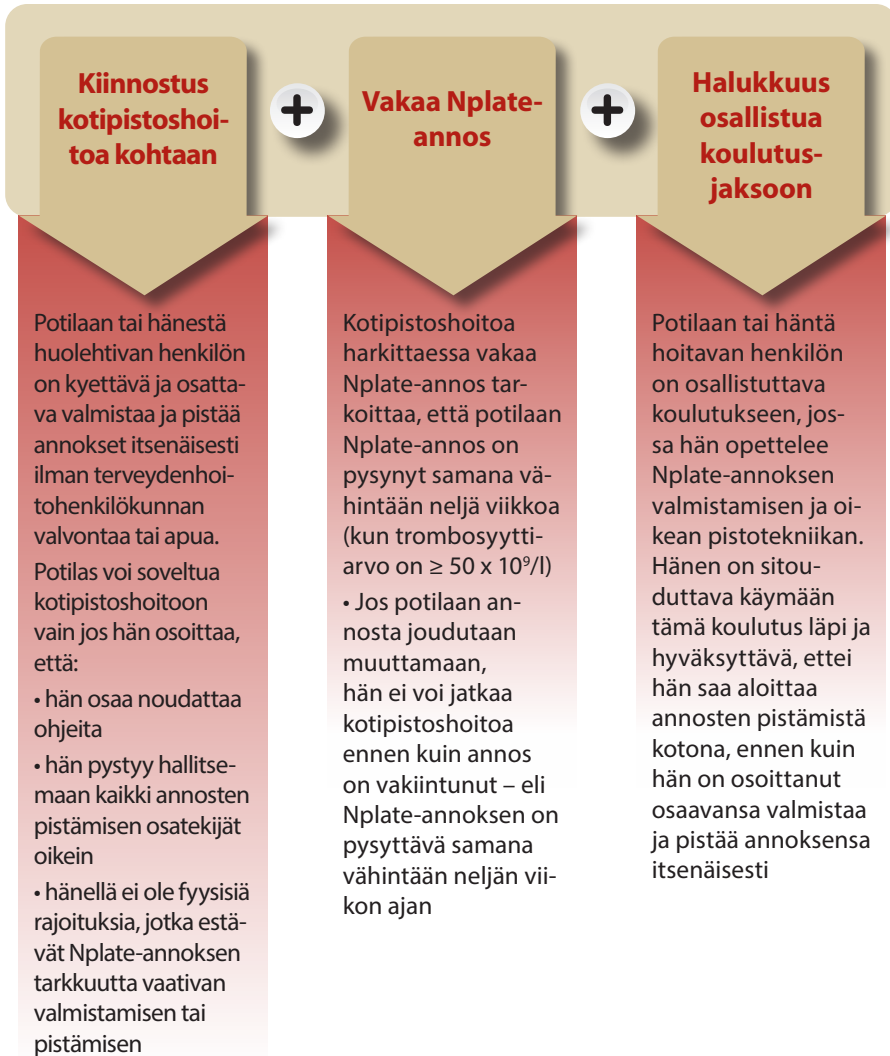 Kiinnostus
kotipistoshoi-
toa kohtaan
+
Vakaa Nplate-
annos
+
Halukkuus
osallistua
koulutus-
jaksoon
Potilaan tai hänestä
huolehtivan henkilön
on kyettävä ja osatta-
va valmistaa ja pistää
annokset itsenäisesti
ilman terveydenhoi-
tohenkilökunnan
valvontaa tai apua.
Potilas voi soveltua
kotipistoshoitoon
vain jos hän osoittaa,
että:
• hän osaa noudattaa
ohjeita
• hän pystyy hallitse-
maan kaikki annosten
pistämisen osatekijät
oikein
• hänellä ei ole fyysisiä
rajoituksia, jotka estä-
vät Nplate-annoksen
tarkkuutta vaativan
valmistamisen tai
pistämisen
Kotipistoshoitoa
harkittaessa vakaa
Nplate-annos tar-
koittaa, että potilaan
Nplate-annos on
pysynyt samana vä-
hintään neljä viikkoa
(kun trombosyytti-
arvo on ≥ 50 x 10⁹/l)
• Jos potilaan an-
nosta joudutaan
muuttamaan,
hän ei voi jatkaa
kotipistoshoitoa
ennen kuin annos
on vakiintunut – eli
Nplate-annoksen on
pysyttävä samana
vähintään neljän vii-
kon ajan
Potilaan tai häntä
hoitavan henkilön
on osallistuttava
koulutukseen, jos-
sa hän opettelee
Nplate-annoksen
valmistamisen ja oi-
kean pistotekniikan.
Hänen on sitou-
duttava käymään
tämä koulutus läpi ja
hyväksyttävä, ettei
hän saa aloittaa
annosten pistämistä
kotona, ennen kuin
hän on osoittanut
osaavansa valmistaa
ja pistää annoksensa
itsenäisesti